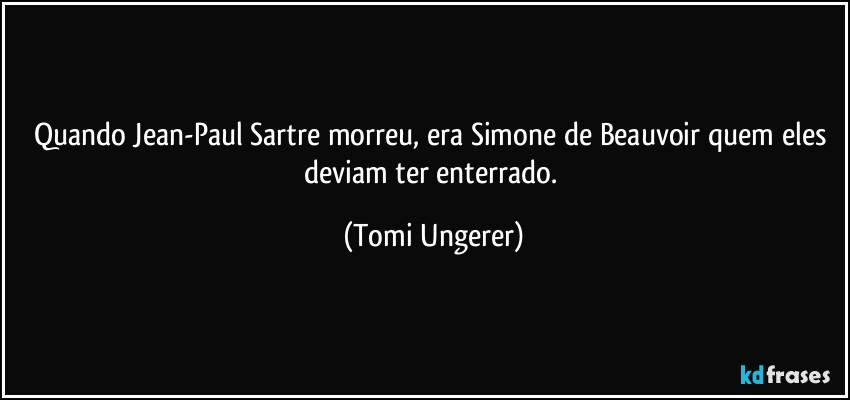 Quando Jean-Paul Sartre morreu, era Simone de Beauvoir quem eles
deviam ter enterrado.
(Tomi Ungerer)
kdfrases